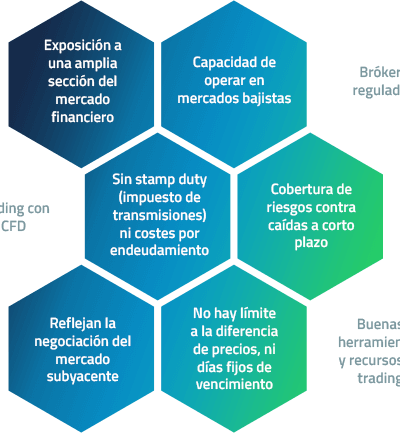 Exposición a
una amplia
sección del
mercado
financiero
Capacidad de
operar en
mercados bajistas
Bróker
regulad
Sin stamp duty
(impuesto de
transmisiones)
ni costes por
endeudamiento
Cobertura de
riesgos contra
caídas a corto
plazo
ding con
CFD
Reflejan la
negociación del
mercado
subyacente
No hay límite
a la diferencia
de precios, ni
días fijos de
vencimiento
Buenas
herramien
y recursos
trading